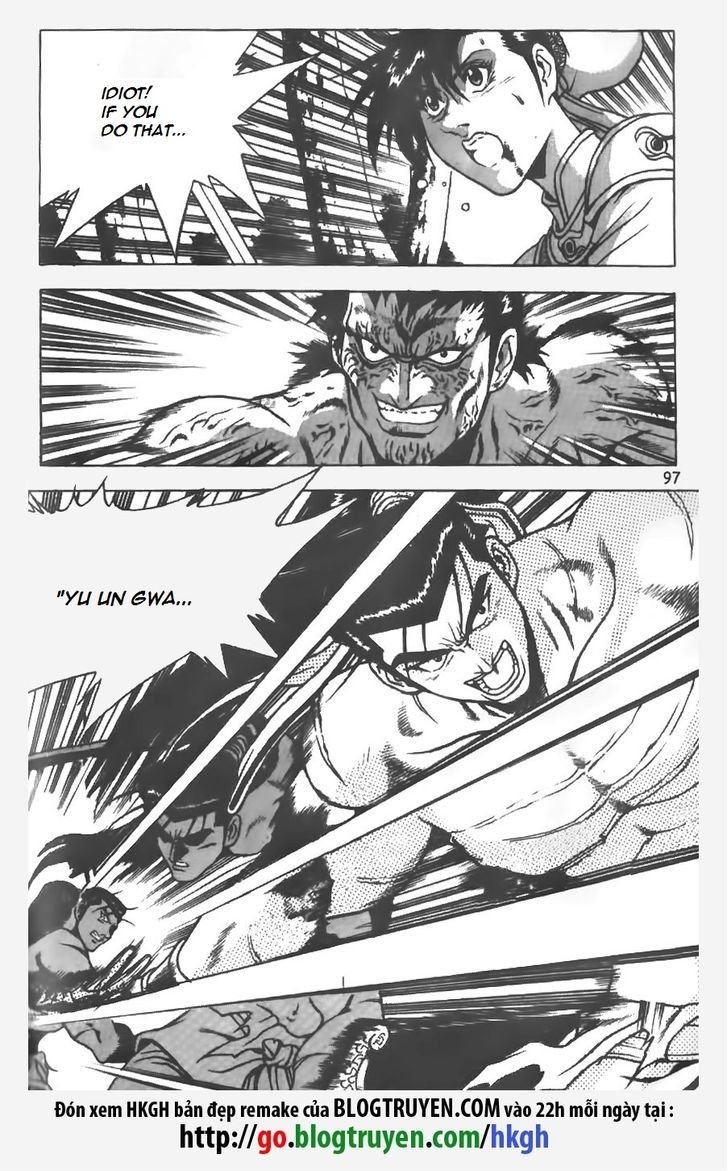 IDIOT!
IF YOU
DO THAT...
97
"YU UN GWA...
Đón xem HKGH bản đẹp remake của BLOGTRUYEN.COM vào 22h mỗi ngày tại :
http://go.blogtruyen.com/hkgh